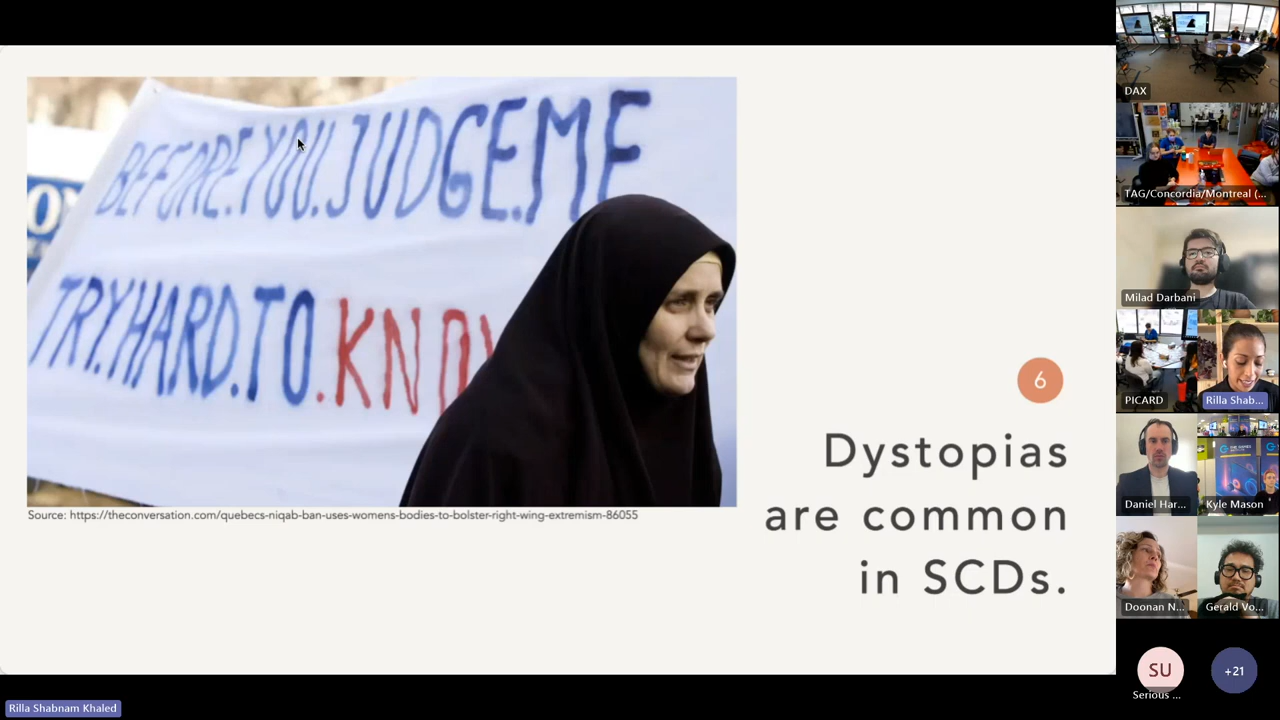 BEFORE.YOU.JUDGE.ME
TRY.HARD.TO.KNOW
Source: https://theconversation.com/quebecs-niqab-ban-uses-womens-bodies-to-bolster-right-wing-extremism-86055
6
Dystopias
are common
in SCDs.
DAX
TAG/Concordia/Montreal (...
Milad Darbani
PICARD
Rilla Shab...
Daniel Har...
Kyle Mason
Doonan N...
Gerald Vo...
SU
Serious ...
+21
Rilla Shabnam Khaled